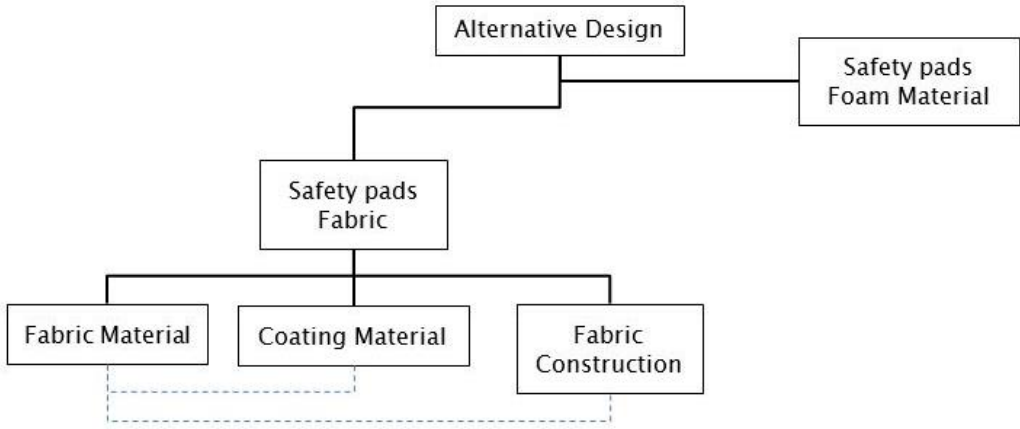 Alternative Design
Safety pads
Foam Material
Safety pads
Fabric
Fabric Material
Coating Material
Fabric
Construction